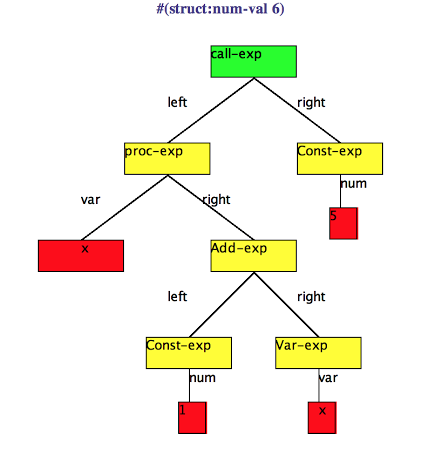 #(struct:num-val 6)
call-exp
left
right
proc-exp
Const-exp
var
right
num
x
Add-exp
5
left
right
Const-exp
Var-exp
num
var
1
x